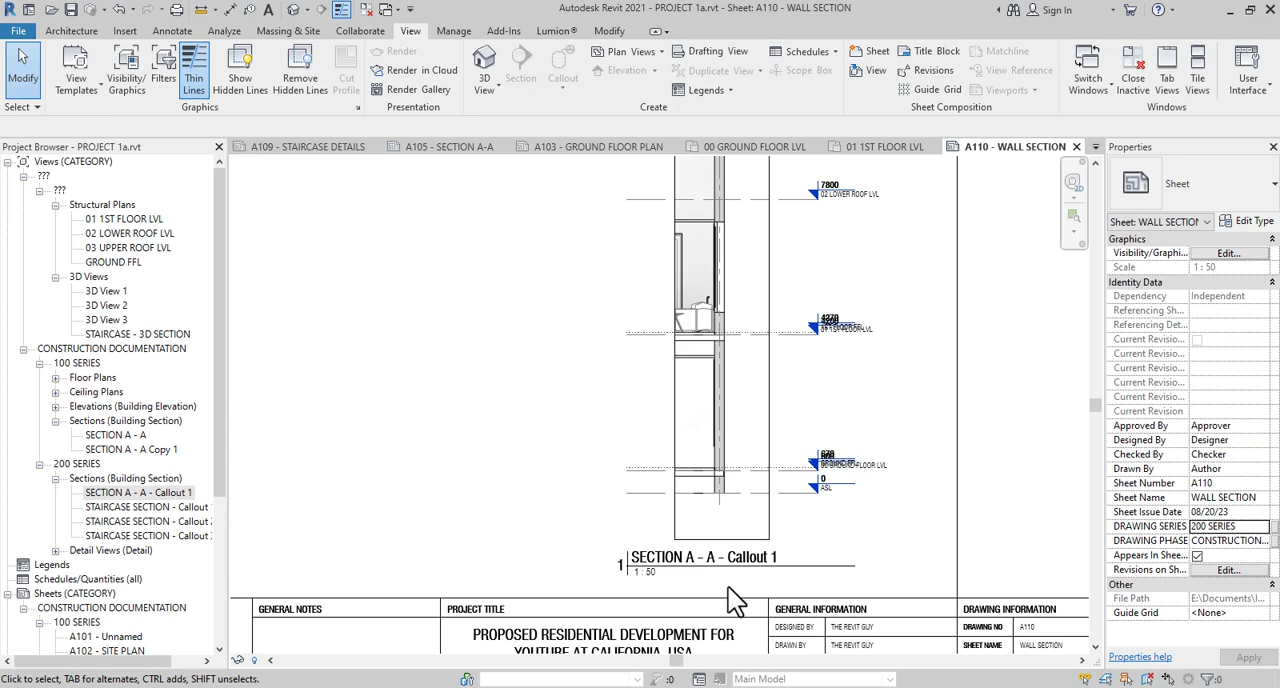 Autodesk Revit 2021 - PROJECT 1a.rvt - Sheet: A110 - WALL SECTION
Sign In
File Architecture Insert Annotate Analyze Massing & Site Collaborate View Manage Add-Ins Lumion® Modify
Modify
View Templates
Visibility/ Graphics
Filters
Thin Lines
Show Hidden Lines
Remove Hidden Lines
Cut Profile
Render
Render in Cloud
Render Gallery
3D View
Section
Callout
Plan Views
Elevation
Drafting View
Duplicate View
Legends
Schedules
Scope Box
Sheet
View
Title Block
Revisions
Guide Grid
Matchline
View Reference
Viewports
Switch Windows
Close Inactive
Tab Views
Tile Views
User Interface
Select
Graphics
Presentation
Create
Sheet Composition
Windows
Project Browser - PROJECT 1a.rvt
Views (CATEGORY)
???
???
Structural Plans
01 1ST FLOOR LVL
02 LOWER ROOF LVL
03 UPPER ROOF LVL
GROUND FFL
3D Views
3D View 1
3D View 2
3D View 3
STAIRCASE - 3D SECTION
CONSTRUCTION DOCUMENTATION
100 SERIES
Floor Plans
Ceiling Plans
Elevations (Building Elevation)
Sections (Building Section)
SECTION A - A
SECTION A - A Copy 1
200 SERIES
Sections (Building Section)
SECTION A - A - Callout 1
STAIRCASE SECTION - Callout
STAIRCASE SECTION - Callout
STAIRCASE SECTION - Callout
Detail Views (Detail)
Legends
Schedules/Quantities (all)
Sheets (CATEGORY)
CONSTRUCTION DOCUMENTATION
100 SERIES
A101 - Unnamed
A102 - SITE PLAN
A109 - STAIRCASE DETAILS
A105 - SECTION A-A
A103 - GROUND FLOOR PLAN
00 GROUND FLOOR LVL
01 1ST FLOOR LVL
A110 - WALL SECTION
7800
02 LOWER ROOF LVL
0
ASL
1
SECTION A - A - Callout 1
1 : 50
GENERAL NOTES
PROJECT TITLE
PROPOSED RESIDENTIAL DEVELOPMENT FOR
YOUTUBE AT CALIFORNIA, USA
GENERAL INFORMATION
DESIGNED BY THE REVIT GUY
DRAWN BY THE REVIT GUY
DRAWING INFORMATION
DRAWING NO A110
SHEET NAME WALL SECTION
Properties
Sheet
Sheet: WALL SECTION
Edit Type
Graphics
Visibility/Graphi... Edit...
Scale 1 : 50
Identity Data
Dependency Independent
Referencing Sh...
Referencing Det...
Current Revisio...
Current Revisio...
Current Revisio...
Current Revisio...
Current Revisio...
Current Revision
Approved By Approver
Designed By Designer
Checked By Checker
Drawn By Author
Sheet Number A110
Sheet Name WALL SECTION
Sheet Issue Date 08/20/23
DRAWING SERIES 200 SERIES
DRAWING PHASE CONSTRUCTION...
Appears In Shee...
Revisions on Sh... Edit...
Other
File Path E:\Documents\I...
Guide Grid <None>
Properties help
Apply
Click to select, TAB for alternates, CTRL adds, SHIFT unselects.
:0
Main Model
:0